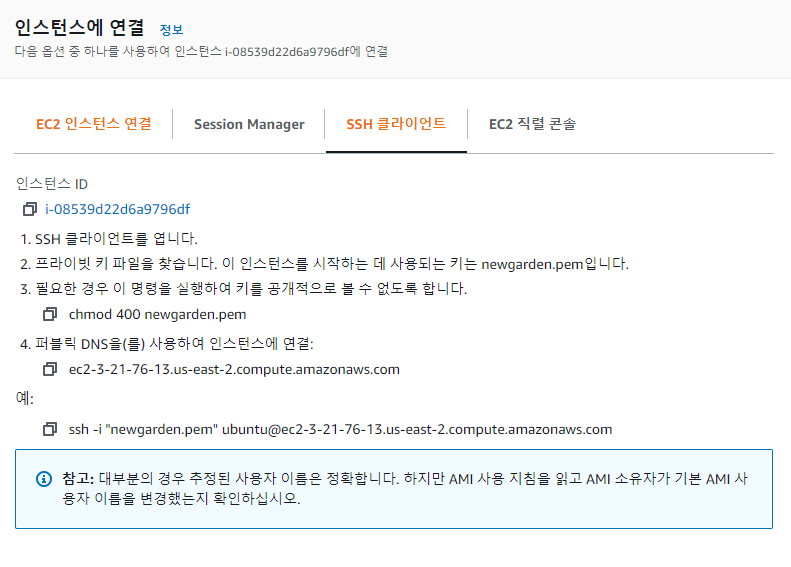 인스턴스에 연결 정보
다음 옵션 중 하나를 사용하여 인스턴스 i-08539d22d6a9796df에 연결
EC2 인스턴스 연결 Session Manager SSH 클라이언트 EC2 직렬 콘솔
인스턴스 ID
i-08539d22d6a9796df
1. SSH 클라이언트를 엽니다.
2. 프라이빗 키 파일을 찾습니다. 이 인스턴스를 시작하는 데 사용되는 키는 newgarden.pem입니다.
3. 필요한 경우 이 명령을 실행하여 키를 공개적으로 볼 수 없도록 합니다.
chmod 400 newgarden.pem
4. 퍼블릭 DNS을(를) 사용하여 인스턴스에 연결:
ec2-3-21-76-13.us-east-2.compute.amazonaws.com
예:
ssh -i "newgarden.pem" ubuntu@ec2-3-21-76-13.us-east-2.compute.amazonaws.com
참고: 대부분의 경우 추정된 사용자 이름은 정확합니다. 하지만 AMI 사용 지침을 읽고 AMI 소유자가 기본 AMI 사
용자 이름을 변경했는지 확인하십시오.